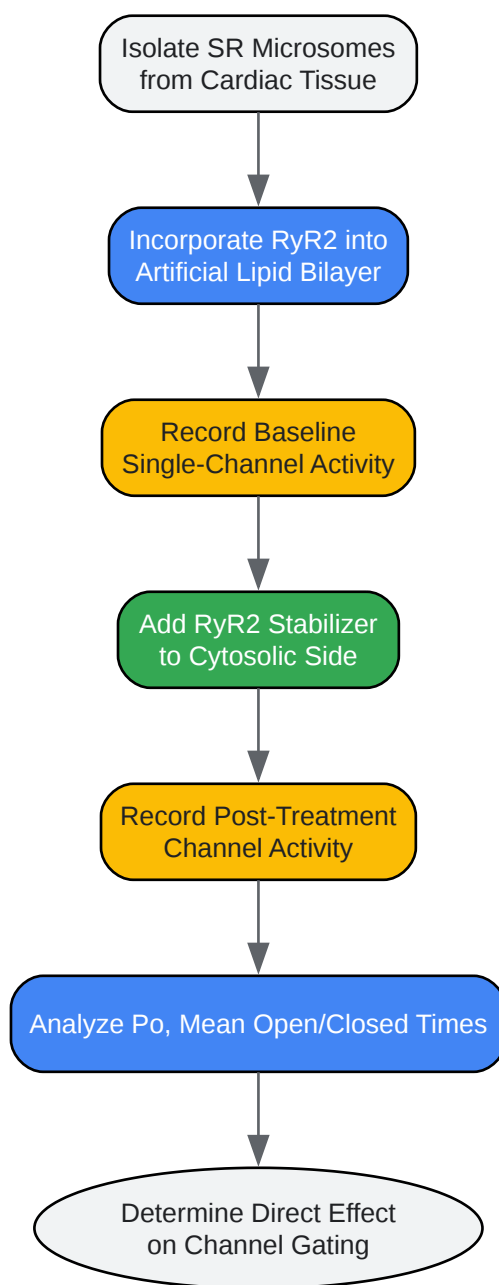 Isolate SR Microsomes
from Cardiac Tissue
Incorporate RyR2 into
Artificial Lipid Bilayer
Record Baseline
Single-Channel Activity
Add RyR2 Stabilizer
to Cytosolic Side
Record Post-Treatment
Channel Activity
Analyze Po, Mean Open/Closed Times
Determine Direct Effect
on Channel Gating